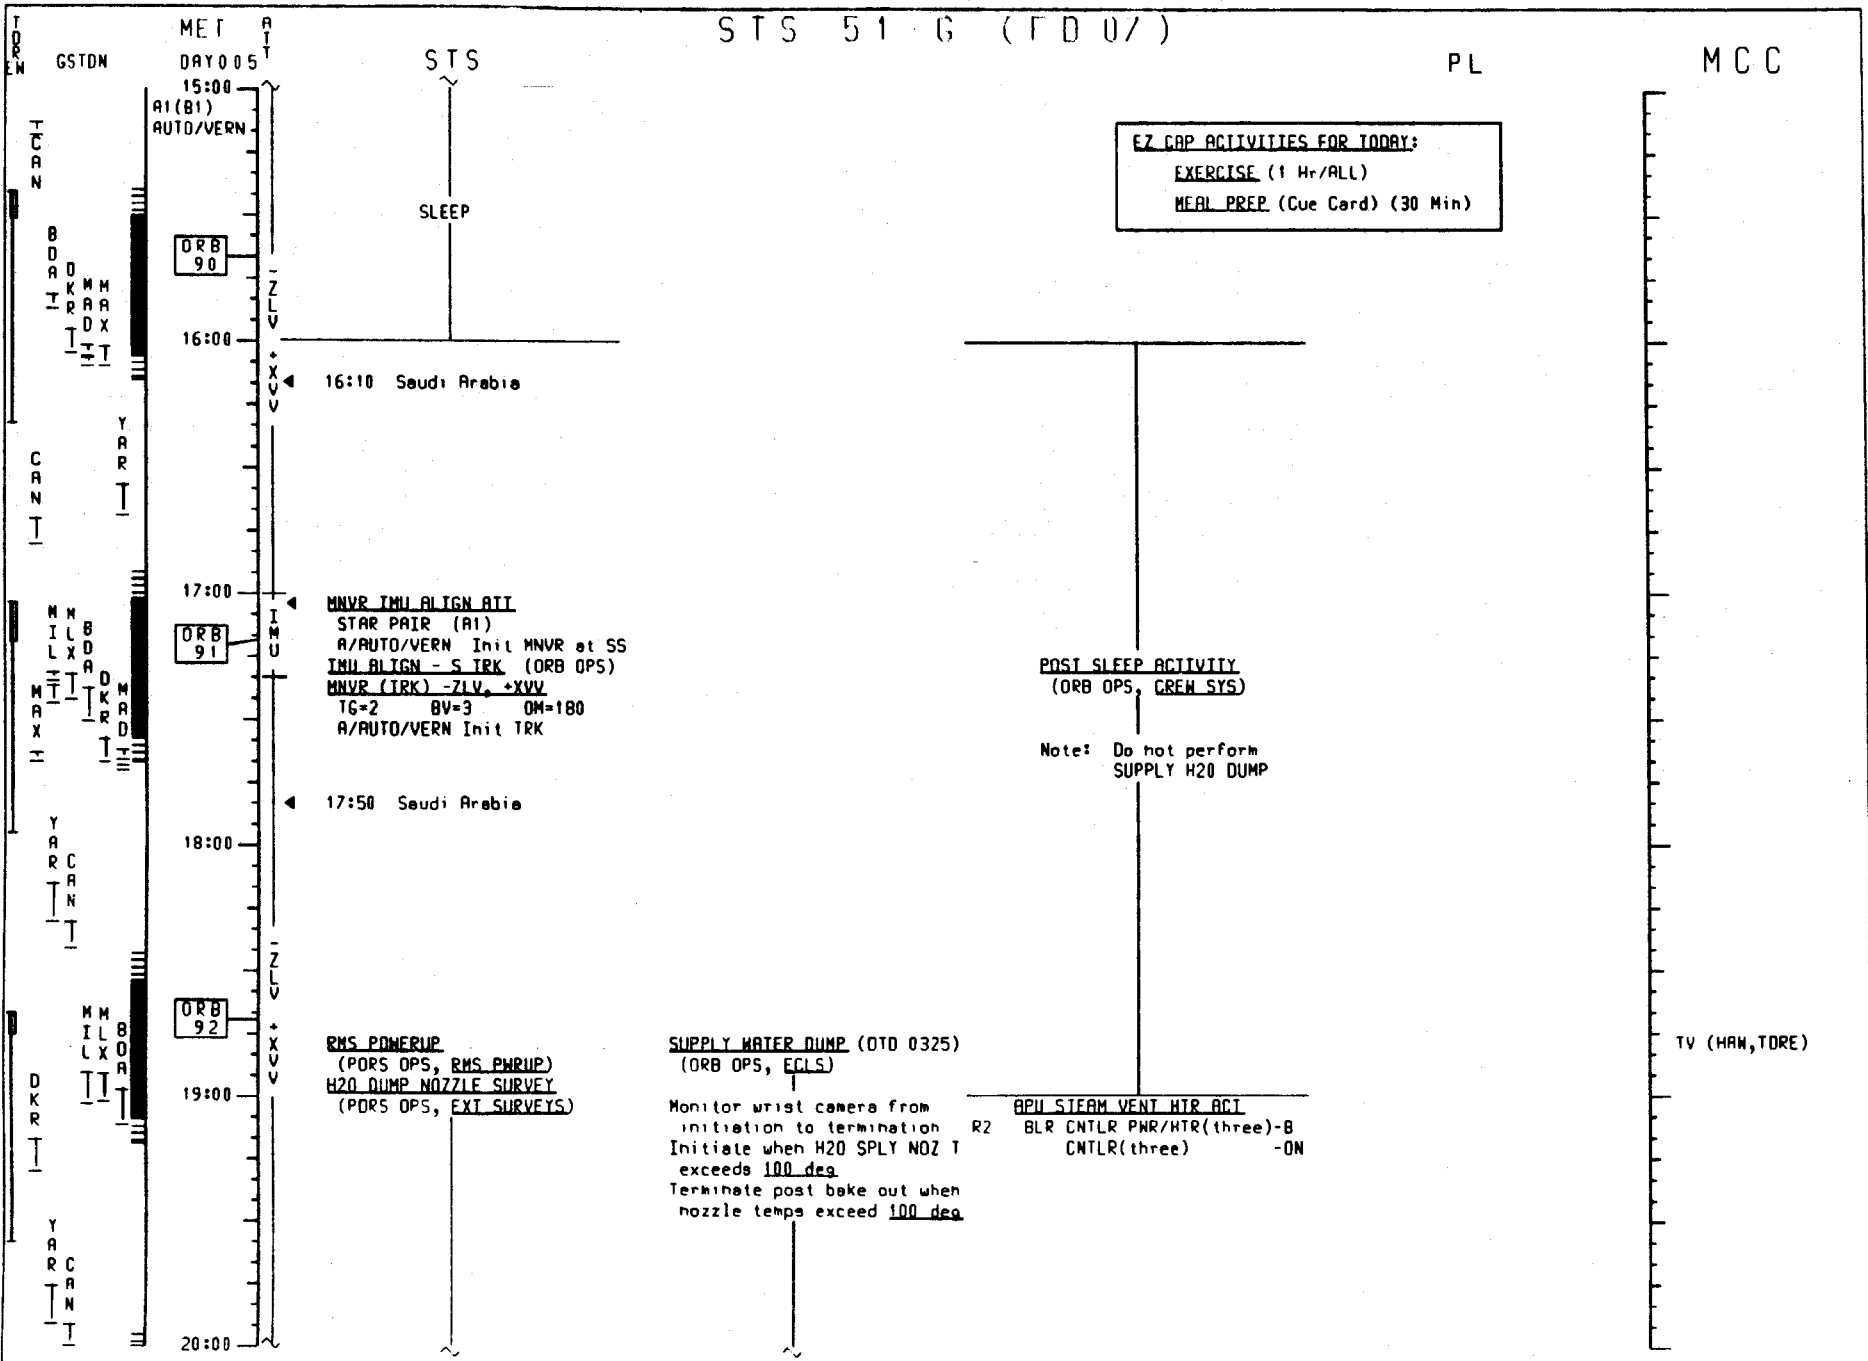 STS 51 G (FD 07)
TDR
EW
GSTDN
MET
DAY005
ATT
STS
PL
MCC
15:00
A1(B1)
AUTO/VERN
CAN
EZ CAP ACTIVITIES FOR TODAY:
EXERCISE (1 Hr/ALL)
MEAL PREP (Cue Card) (30 Min)
SLEEP
BDA
DKR
MAD
MAX
ORB
90
-ZLV
16:00
+XVV
16:10 Saudi Arabia
YAR
CAN
17:00
IMU
MNVR IMU ALIGN ATT
STAR PAIR (A1)
A/AUTO/VERN Init MNVR at SS
IMU ALIGN - S TRK (ORB OPS)
MNVR (TRK) -ZLV, +XVV
TG=2 BV=3 OM=180
A/AUTO/VERN Init TRK
MIL
MLX
BDA
DKR
MAD
MAX
ORB
91
POST SLEEP ACTIVITY
(ORB OPS, CREW SYS)
Note: Do not perform
SUPPLY H20 DUMP
17:50 Saudi Arabia
YAR
CAN
18:00
-ZLV
+XVV
MIL
MLX
BDA
ORB
92
RMS POWERUP
(PDRS OPS, RMS PWRUP)
H20 DUMP NOZZLE SURVEY
(PDRS OPS, EXT SURVEYS)
SUPPLY WATER DUMP (DTO 0325)
(ORB OPS, ECLS)
Monitor wrist camera from
initiation to termination
Initiate when H20 SPLY NOZ T
exceeds 100 deg
Terminate post bake out when
nozzle temps exceed 100 deg
TV (HAW,TDRE)
DKR
19:00
APU STEAM VENT HTR ACT
R2 BLR CNTLR PWR/HTR(three)-B
CNTLR(three) -ON
YAR
CAN
20:00